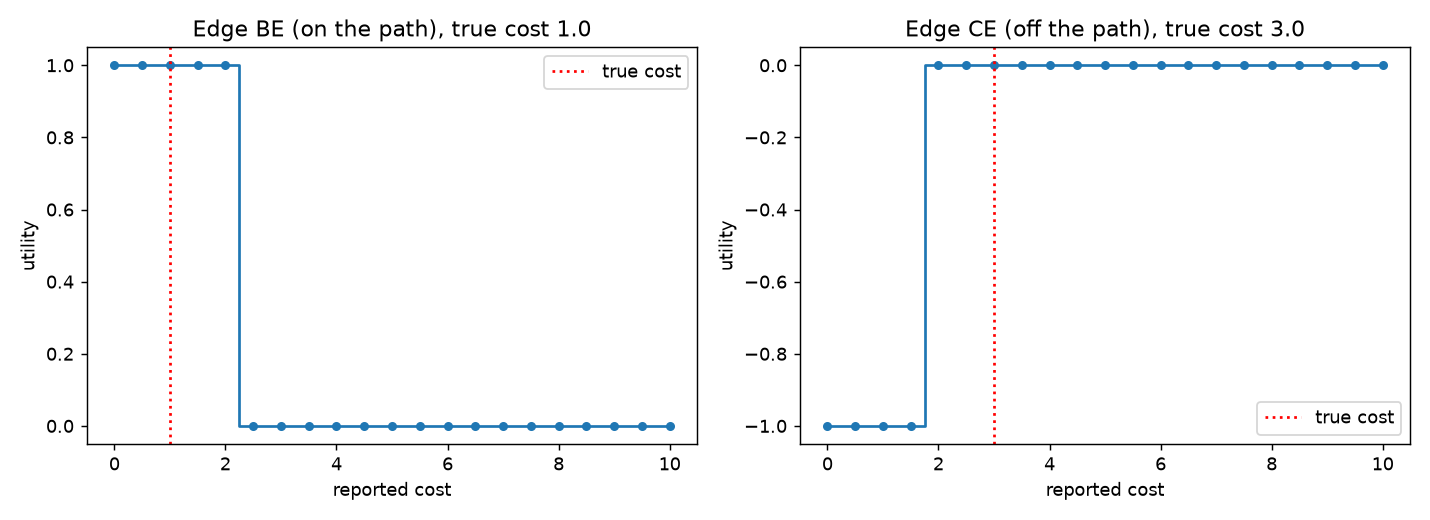 Edge BE (on the path), true cost 1.0
1.0
0.8
0.6
0.4
0.2
0.0
utility
true cost
0 2 4 6 8 10
reported cost
Edge CE (off the path), true cost 3.0
0.0
−0.2
−0.4
−0.6
−0.8
−1.0
utility
true cost
0 2 4 6 8 10
reported cost